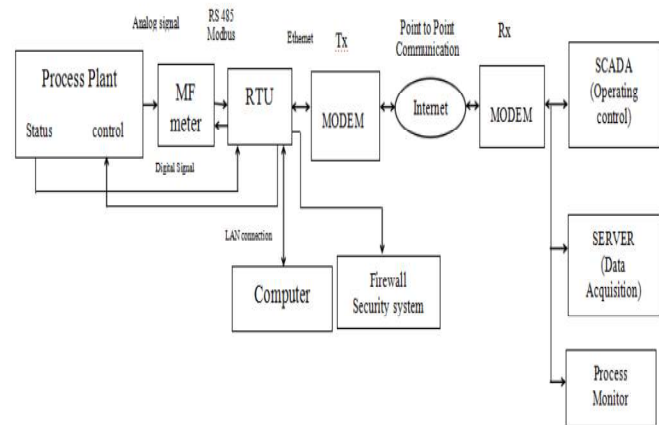 Analog signal
RS 485
Modbus
Ethernet
Tx
Point to Point
Communication
Rx
Process Plant
Status control
MF
meter
RTU
MODEM
Internet
MODEM
SCADA
(Operating
control)
Digital Signal
LAN connection
Computer
Firewall
Security system
SERVER
(Data
Acquisition)
Process
Monitor